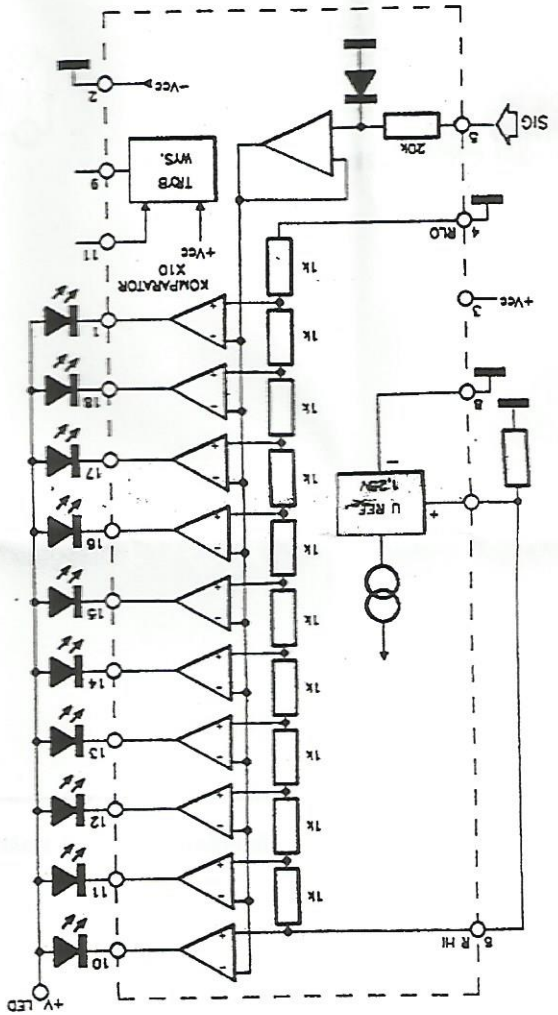 +V LED
10
- +
6 R HI
1k
11
- +
1k
12
- +
1k
13
- +
1k
14
- +
1k
15
- +
1k
U REF
1,25V
+
-
16
- +
1k
17
- +
8
1k
18
- +
1k
3 +Vcc
1
- +
1k
4 RLO
KOMPARATOR
X10
11
+Vcc
TRYB
WYS.
9
SIG
5
20k
-Vcc
2